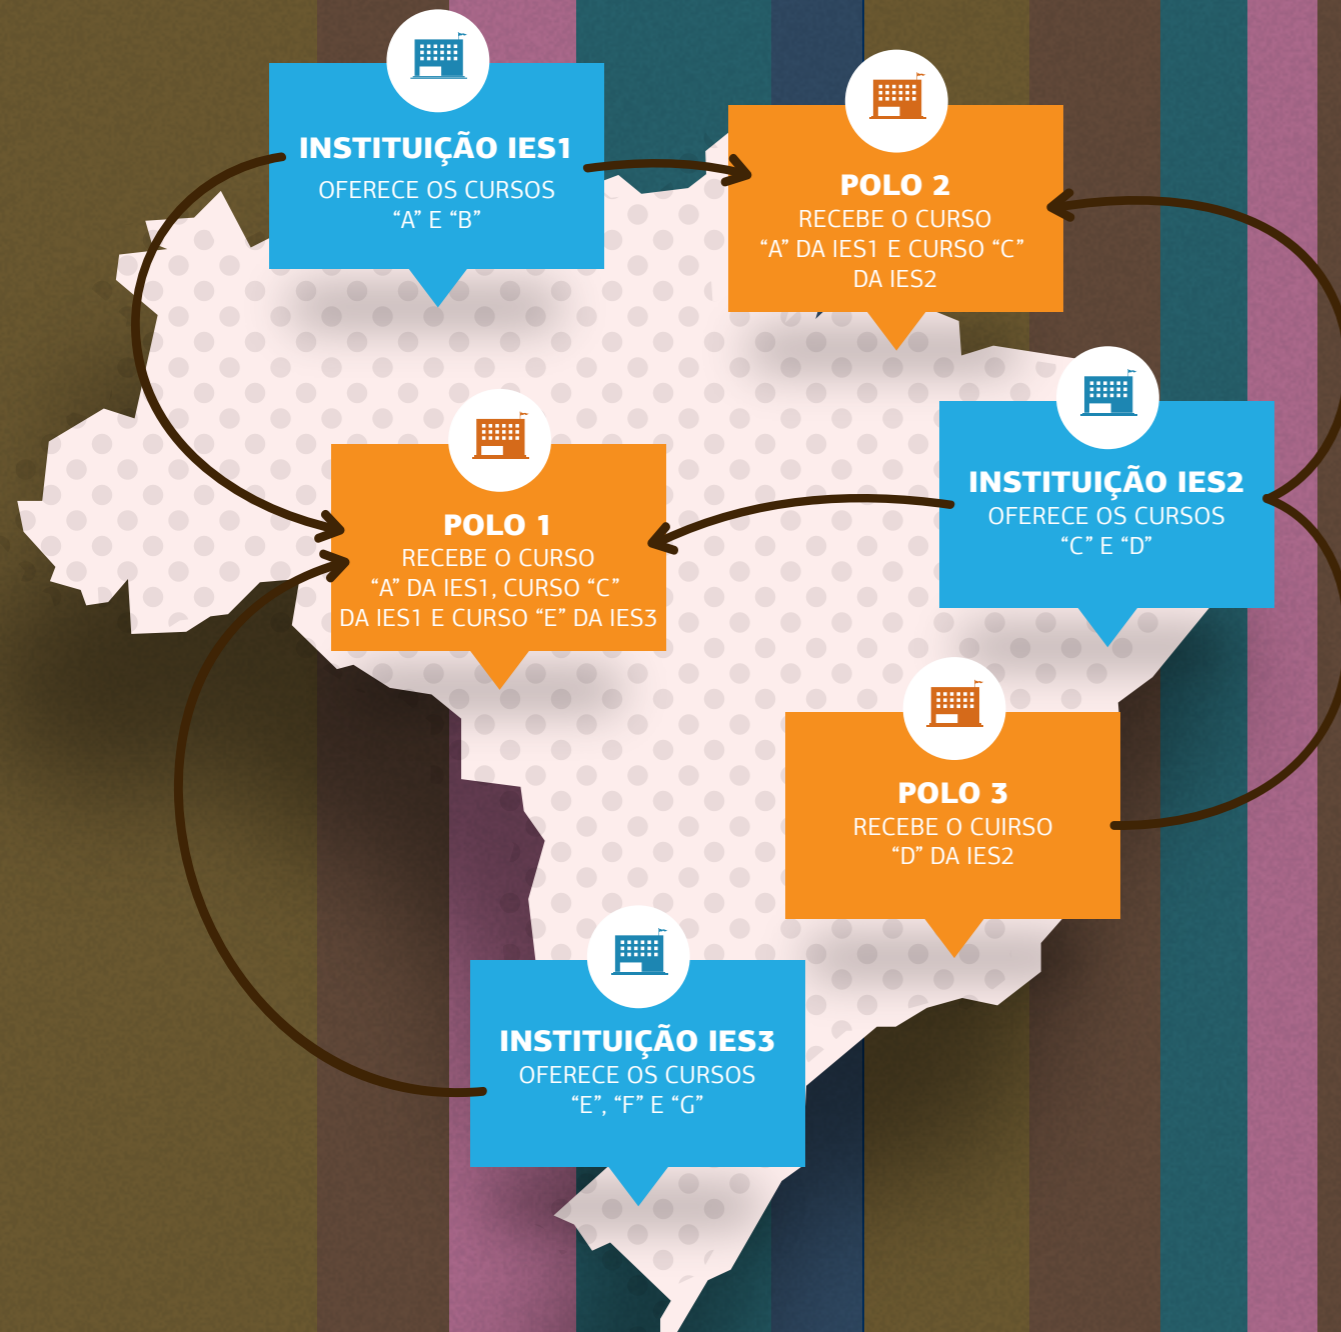 INSTITUIÇÃO IES1
OFERECE OS CURSOS
“A” E “B”
POLO 2
RECEBE O CURSO
“A” DA IES1 E CURSO “C”
DA IES2
INSTITUIÇÃO IES2
OFERECE OS CURSOS
“C” E “D”
POLO 1
RECEBE O CURSO
“A” DA IES1, CURSO “C”
DA IES1 E CURSO “E” DA IES3
POLO 3
RECEBE O CUIRSO
“D” DA IES2
INSTITUIÇÃO IES3
OFERECE OS CURSOS
“E”, “F” E “G”